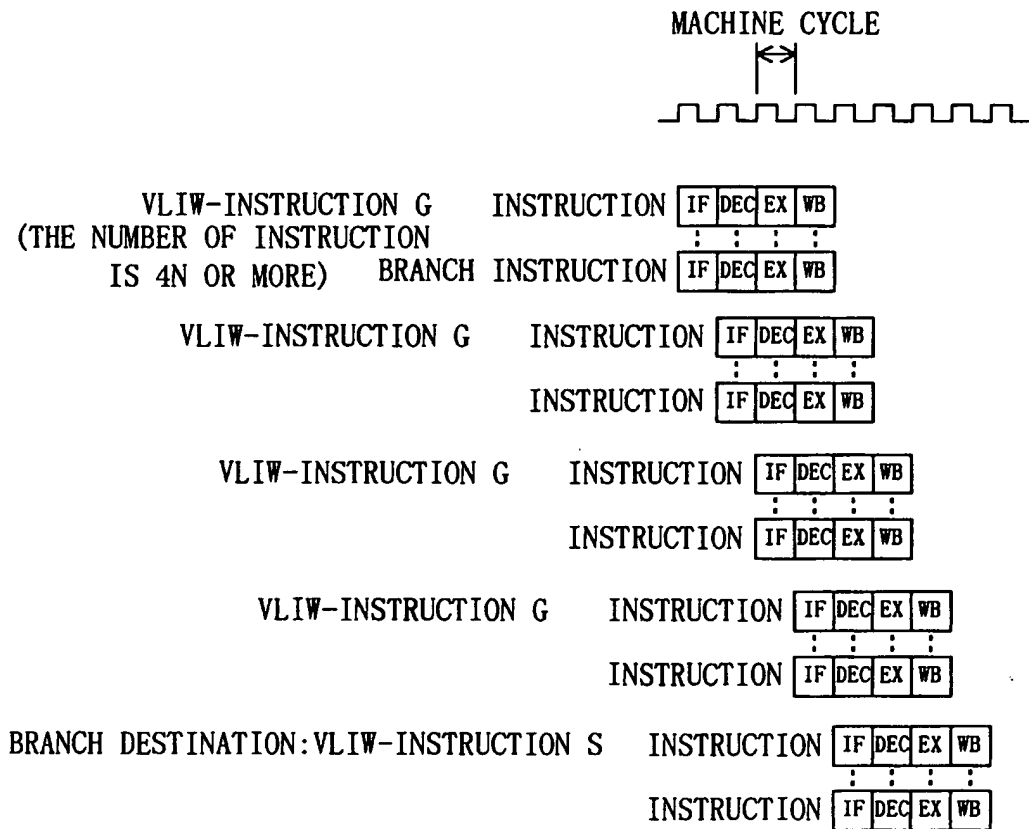 MACHINE CYCLE
VLIW-INSTRUCTION G INSTRUCTION IF DEC EX WB
(THE NUMBER OF INSTRUCTION
IS 4N OR MORE) BRANCH INSTRUCTION IF DEC EX WB
VLIW-INSTRUCTION G INSTRUCTION IF DEC EX WB
INSTRUCTION IF DEC EX WB
VLIW-INSTRUCTION G INSTRUCTION IF DEC EX WB
INSTRUCTION IF DEC EX WB
VLIW-INSTRUCTION G INSTRUCTION IF DEC EX WB
INSTRUCTION IF DEC EX WB
BRANCH DESTINATION:VLIW-INSTRUCTION S INSTRUCTION IF DEC EX WB
INSTRUCTION IF DEC EX WB